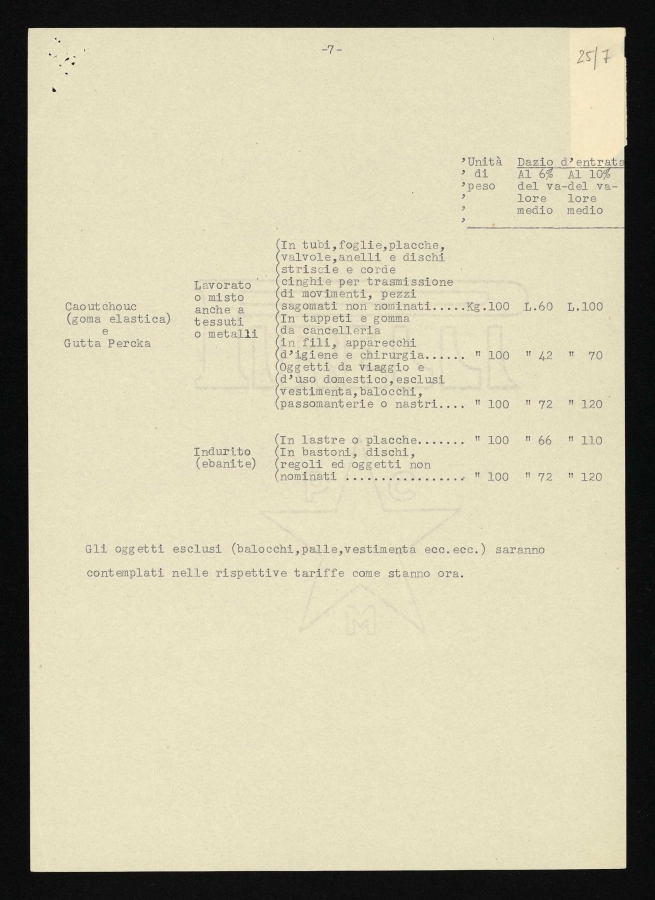 -7-
25/7
'Unità Dazio d'entrata
' di Al 6% Al 10%
'peso del va-del va-
' lore lore
' medio medio
'
(In tubi,foglie,placche,
(valvole,anelli e dischi
(striscie e corde
Lavorato (cinghie per trasmissione
o misto (di movimenti, pezzi
Caoutchouc anche a (sagomati non nominati.....Kg.100 L.60 L.100
(goma elastica) tessuti (In tappeti e gomma
e o metalli (da cancelleria
Gutta Percka (in fili, apparecchi
(d'igiene e chirurgia...... " 100 " 42 " 70
(Oggetti da viaggio e
(d'uso domestico,esclusi
(vestimenta,balocchi,
(passomanterie o nastri.... " 100 " 72 " 120
(In lastre o placche....... " 100 " 66 " 110
Indurito (In bastoni, dischi,
(ebanite) (regoli ed oggetti non
(nominati .................. " 100 " 72 " 120
P C
M
Gli oggetti esclusi (balocchi,palle,vestimenta ecc.ecc.) saranno
contemplati nelle rispettive tariffe come stanno ora.